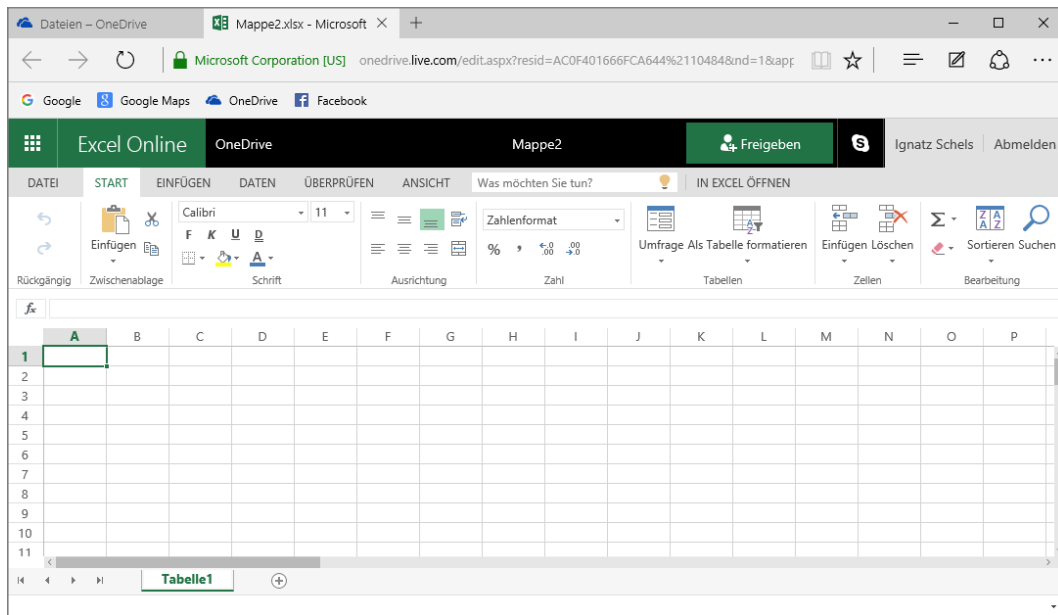 Dateien – OneDrive Mappe2.xlsx - Microsoft
Microsoft Corporation [US] onedrive.live.com/edit.aspx?resid=AC0F401666FCA644%2110484&nd=1&app
Google Google Maps OneDrive Facebook
Excel Online OneDrive Mappe2 Freigeben Ignatz Schels Abmelden
DATEI START EINFÜGEN DATEN ÜBERPRÜFEN ANSICHT Was möchten Sie tun? IN EXCEL ÖFFNEN
Calibri 11 Zahlenformat
F K U D % ,
Einfügen Umfrage Als Tabelle formatieren Einfügen Löschen Sortieren Suchen
Rückgängig Zwischenablage Schrift Ausrichtung Zahl Tabellen Zellen Bearbeitung
fx
A B C D E F G H I J K L M N O P
1
2
3
4
5
6
7
8
9
10
11
Tabelle1